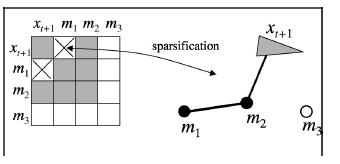 x_{t+1} m_1 m_2 m_3
x_{t+1}
m_1
m_2
m_3
sparsification
x_{t+1}
m_1
m_2
m_3